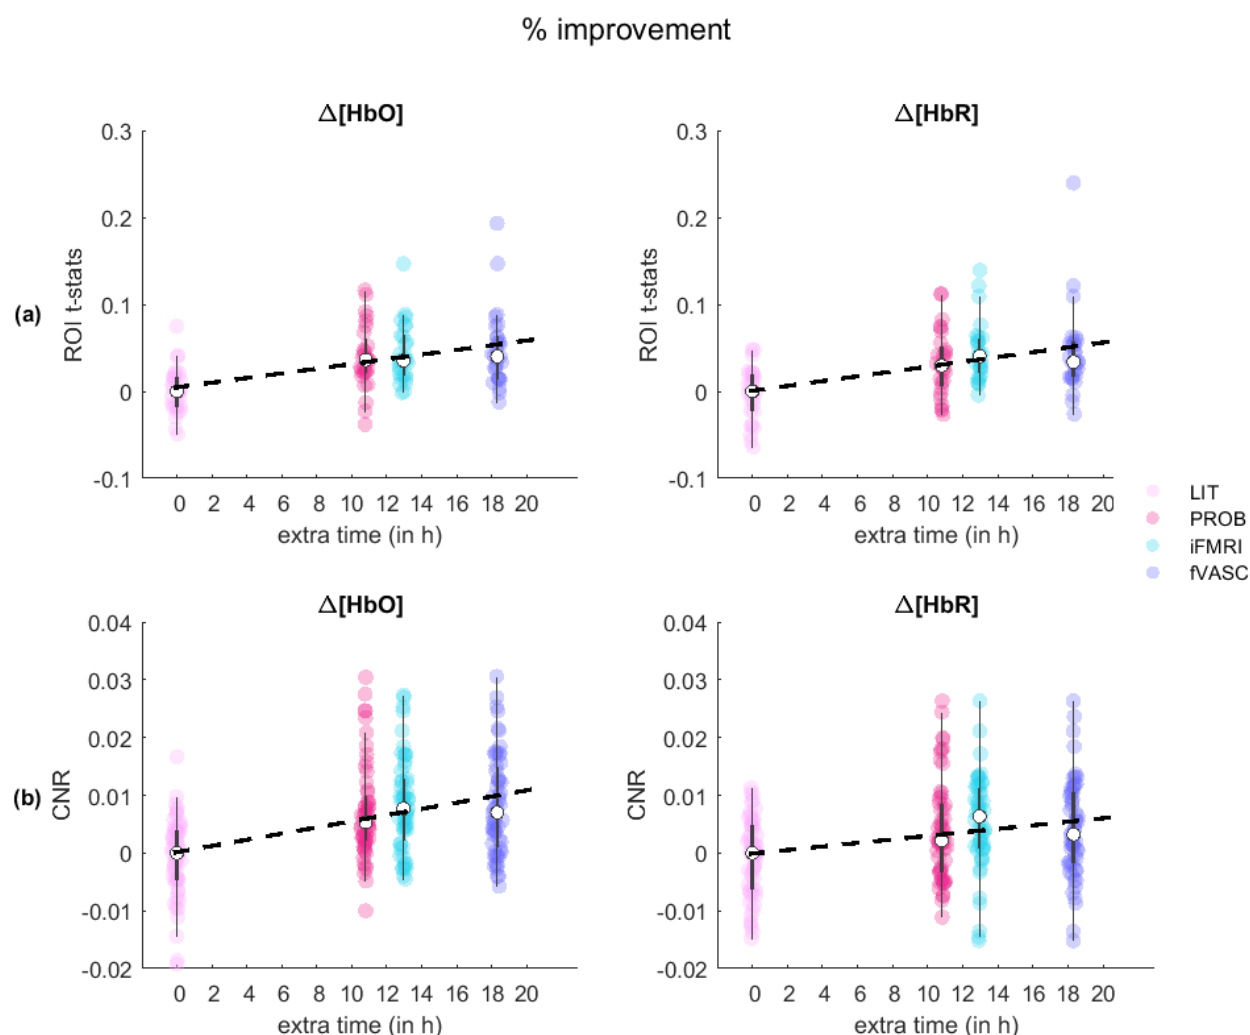 % improvement
Δ[HbO]
Δ[HbR]
(a)
ROI t-stats
0.3
0.2
0.1
0
-0.1
0 2 4 6 8 10 12 14 16 18 20
extra time (in h)
ROI t-stats
0.3
0.2
0.1
0
-0.1
0 2 4 6 8 10 12 14 16 18 20
extra time (in h)
LIT
PROB
iFMRI
fVASC
Δ[HbO]
Δ[HbR]
(b)
CNR
0.04
0.03
0.02
0.01
0
-0.01
-0.02
0 2 4 6 8 10 12 14 16 18 20
extra time (in h)
CNR
0.04
0.03
0.02
0.01
0
-0.01
-0.02
0 2 4 6 8 10 12 14 16 18 20
extra time (in h)